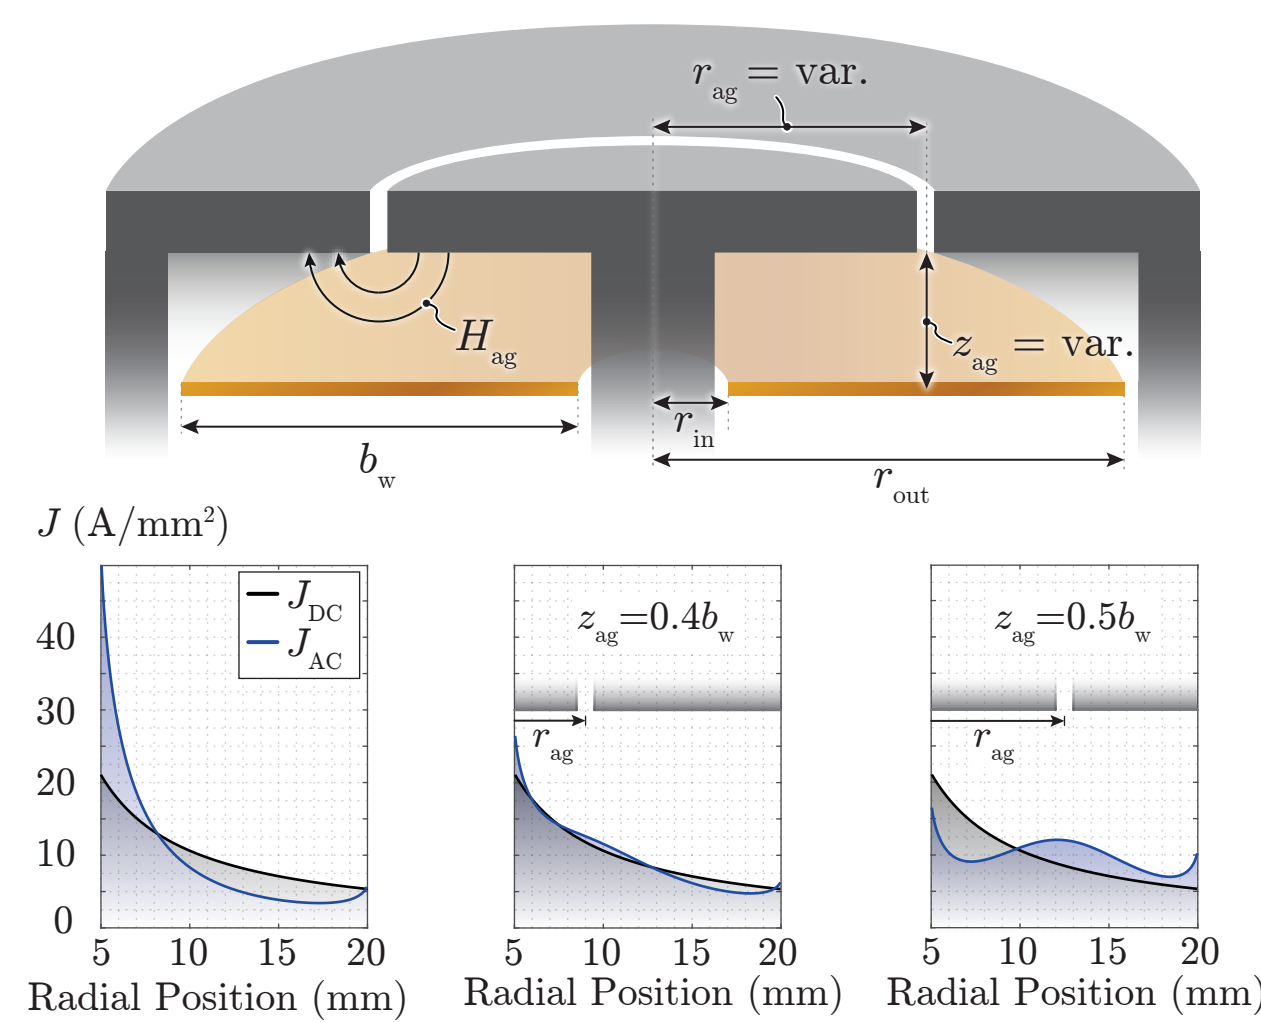 r_ag = var.
H_ag
z_ag = var.
r_in
b_w
r_out
J (A/mm²)
J_DC
J_AC
z_ag=0.4b_w
z_ag=0.5b_w
r_ag
r_ag
40
30
20
10
0
5 10 15 20
5 10 15 20
5 10 15 20
Radial Position (mm)
Radial Position (mm)
Radial Position (mm)